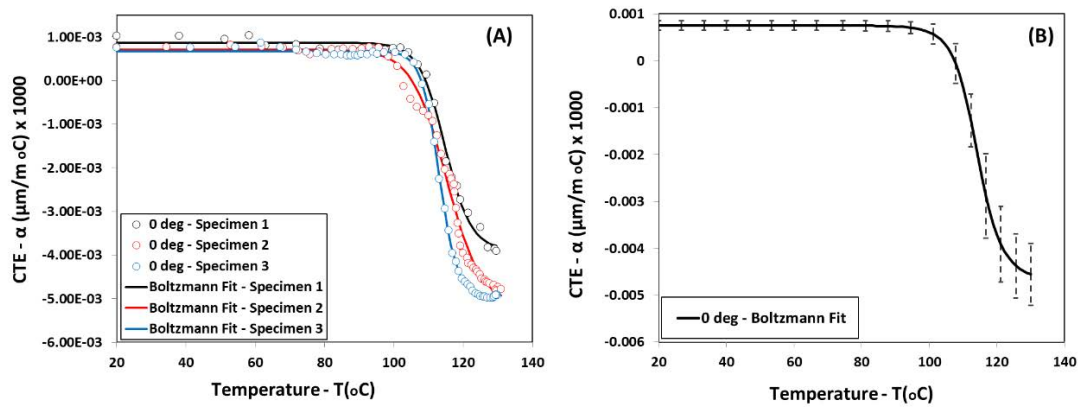 (A)
CTE - α (μm/m oC) x 1000
1.00E-03
0.00E+00
-1.00E-03
-2.00E-03
-3.00E-03
-4.00E-03
-5.00E-03
-6.00E-03
0 deg - Specimen 1
0 deg - Specimen 2
0 deg - Specimen 3
Boltzmann Fit - Specimen 1
Boltzmann Fit - Specimen 2
Boltzmann Fit - Specimen 3
20 40 60 80 100 120 140
Temperature - T(oC)
(B)
CTE - α (μm/m oC) x 1000
0.001
0
-0.001
-0.002
-0.003
-0.004
-0.005
-0.006
0 deg - Boltzmann Fit
20 40 60 80 100 120 140
Temperature - T(oC)